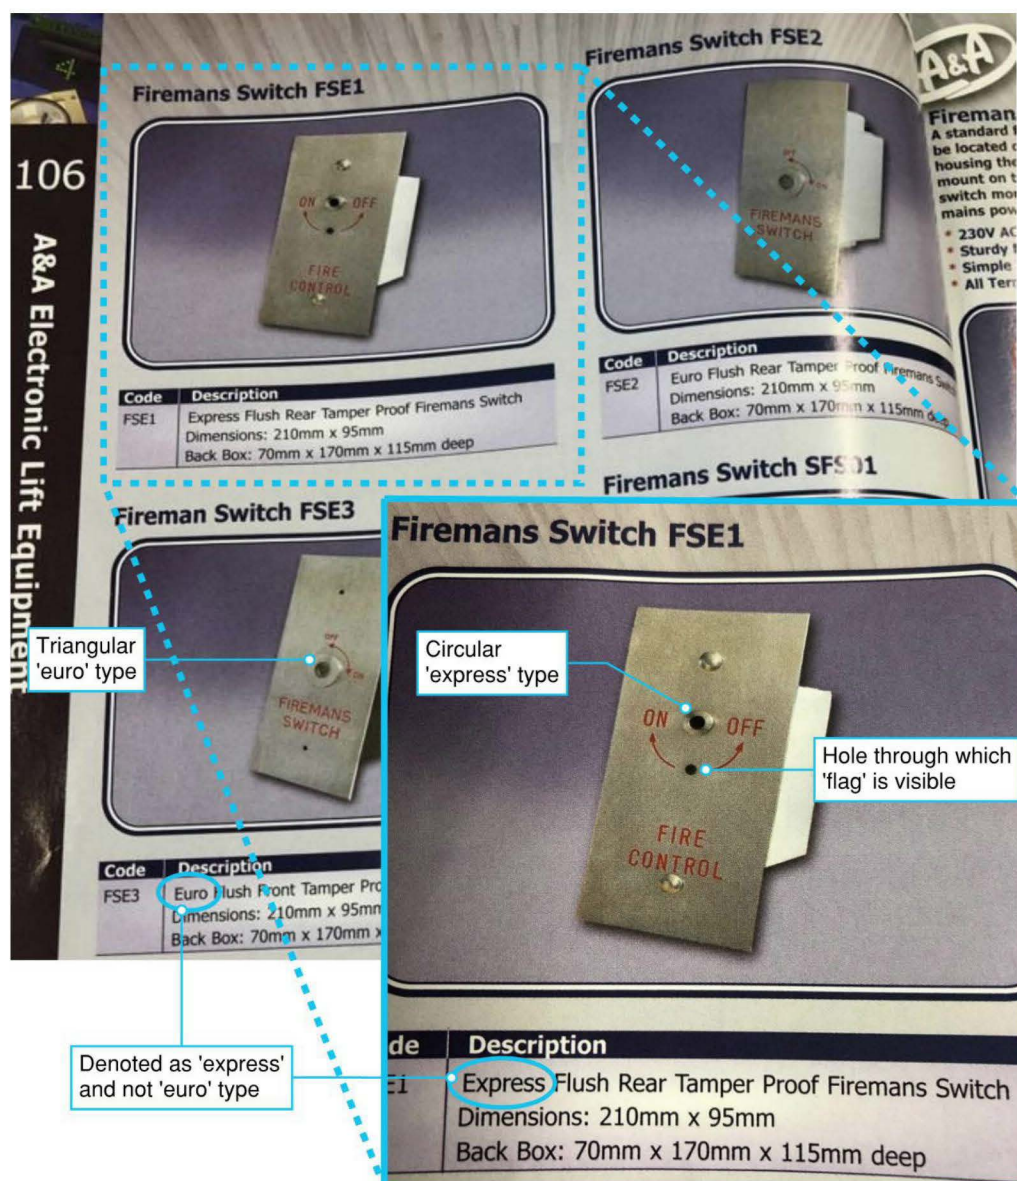 Firemans Switch FSE1
ON OFF
FIRE
CONTROL
Code Description
FSE1 Express Flush Rear Tamper Proof Firemans Switch
Dimensions: 210mm x 95mm
Back Box: 70mm x 170mm x 115mm deep
Firemans Switch FSE2
OFF
ON
FIREMANS
SWITCH
Code Description
FSE2 Euro Flush Rear Tamper Proof Firemans
Dimensions: 210mm x 95mm
Back Box: 70mm x 170mm x 115mm deep
A&A
Fireman
A standard
be located
housing the
mount on
switch
mains
• 230V AC
• Sturdy
• Simple
• All
106
A&A Electronic Lift Equipment
Fireman Switch FSE3
OFF
ON
FIREMANS
SWITCH
Triangular
'euro' type
Code Description
FSE3 Euro Flush Front Tamper
Dimensions: 210mm x 95mm
Back Box: 70mm x 170mm x
Denoted as 'express'
and not 'euro' type
Firemans Switch SFS01
Firemans Switch FSE1
Circular
'express' type
ON OFF
Hole through which
'flag' is visible
FIRE
CONTROL
de Description
E1 Express Flush Rear Tamper Proof Firemans Switch
Dimensions: 210mm x 95mm
Back Box: 70mm x 170mm x 115mm deep